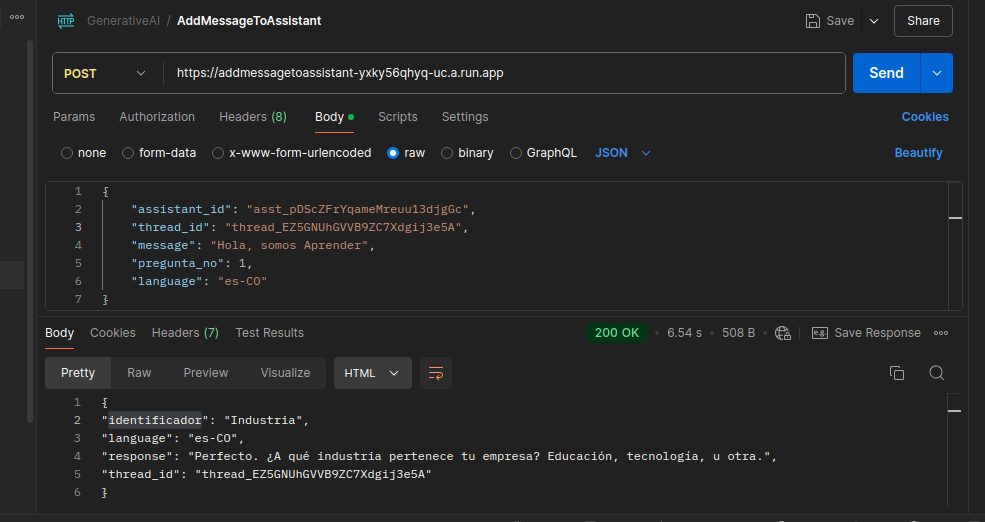 GenerativeAI / AddMessageToAssistant Save Share
POST https://addmessagetoassistant-yxky56qhyq-uc.a.run.app Send
Params Authorization Headers (8) Body Scripts Settings Cookies
none form-data x-www-form-urlencoded raw binary GraphQL JSON Beautify
1 {
2 "assistant_id": "asst_pDScZFrYqameMreuu13djgGc",
3 "thread_id": "thread_EZ5GNUhGVVB9ZC7Xdgij3e5A",
4 "message": "Hola, somos Aprender",
5 "pregunta_no": 1,
6 "language": "es-CO"
7 }
Body Cookies Headers (7) Test Results 200 OK 6.54 s 508 B e.g. Save Response
Pretty Raw Preview Visualize HTML
1 {
2 "identificador": "Industria",
3 "language": "es-CO",
4 "response": "Perfecto. ¿A qué industria pertenece tu empresa? Educación, tecnología, u otra.",
5 "thread_id": "thread_EZ5GNUhGVVB9ZC7Xdgij3e5A"
6 }